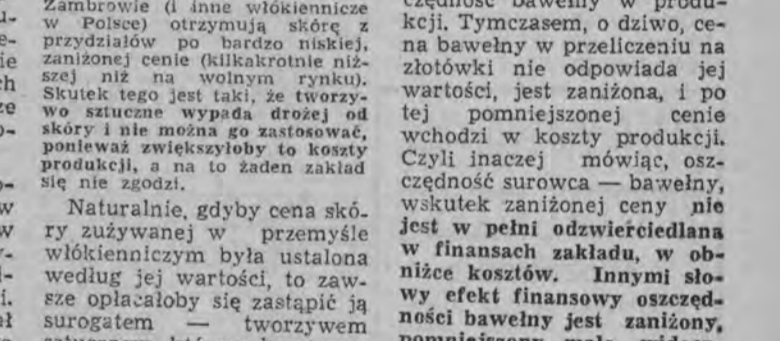 Zambrowie (i inne włókiennicze
w Polsce) otrzymują skórę z
przydziałów po bardzo niskiej,
zaniżonej cenie (kilkakrotnie niż-
szej niż na wolnym rynku).
Skutek tego jest taki, że tworzy-
wo sztuczne wypada drożej od
skóry i nie można go zastosować,
ponieważ zwiększyłoby to koszty
produkcji, a na to żaden zakład
się nie zgodzi.
Naturalnie, gdyby cena skó-
ry zużywanej w przemyśle
włókienniczym była ustalona
według jej wartości, to zaw-
sze opłacałoby się zastąpić ją
surogatem — tworzywem
czędność bawełny w produ-
kcji. Tymczasem, o dziwo, ce-
na bawełny w przeliczeniu na
złotówki nie odpowiada jej
wartości, jest zaniżona, i po
tej pomniejszonej cenie
wchodzi w koszty produkcji.
Czyli inaczej mówiąc, osz-
czędność surowca — bawełny,
wskutek zaniżonej ceny nie
jest w pełni odzwierciedlana
w finansach zakładu, w ob-
niżce kosztów. Innymi sło-
wy efekt finansowy oszczęd-
ności bawełny jest zaniżony,